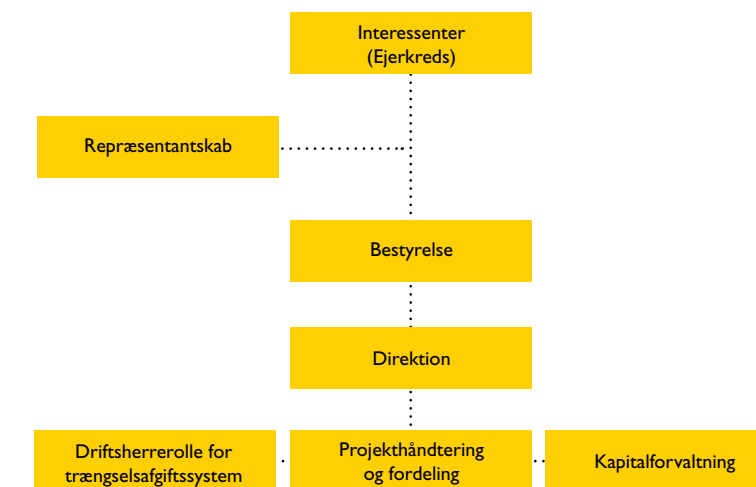 Interessenter
(Ejerkreds)
Repræsentantskab
Bestyrelse
Direktion
Driftsherrerolle for
trængselsafgiftssystem
Projekthåndtering
og fordeling
Kapitalforvaltning